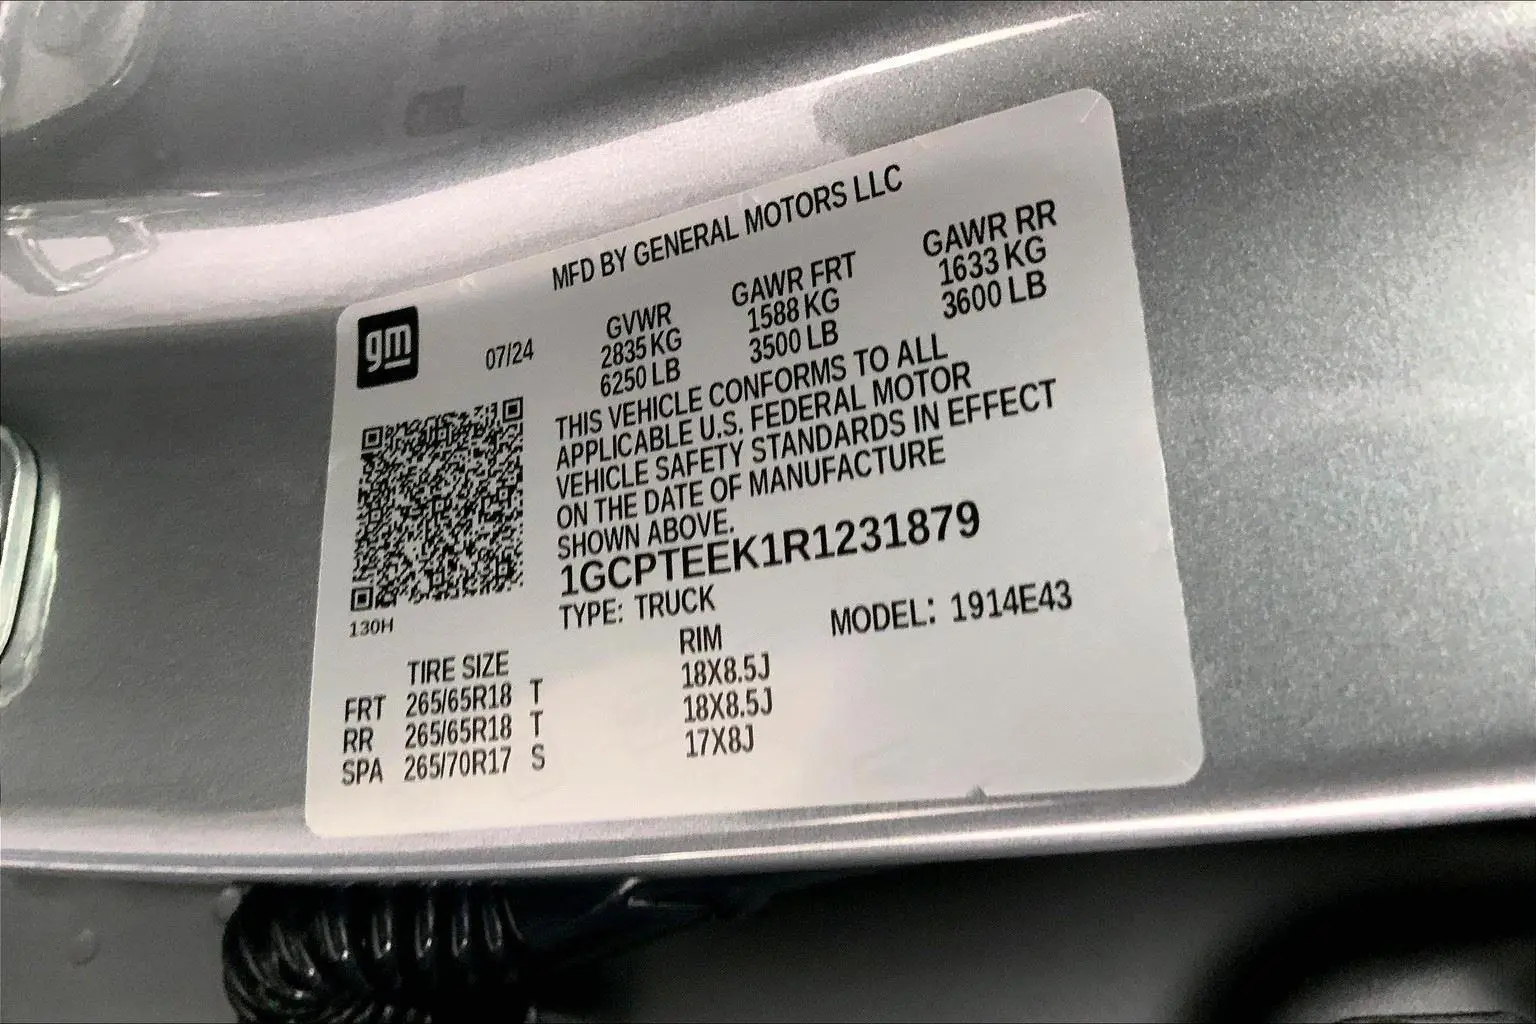 MFD BY GENERAL MOTORS LLC
gm
07/24
GVWR
2835 KG
6250 LB
GAWR FRT
1588 KG
3500 LB
GAWR RR
1633 KG
3600 LB
THIS VEHICLE CONFORMS TO ALL
APPLICABLE U.S. FEDERAL MOTOR
VEHICLE SAFETY STANDARDS IN EFFECT
ON THE DATE OF MANUFACTURE
SHOWN ABOVE.
1GCPTEEK1R1231879
TYPE: TRUCK
MODEL: 1914E43
130H
TIRE SIZE RIM
FRT 265/65R18 T 18X8.5J
RR 265/65R18 T 18X8.5J
SPA 265/70R17 S 17X8J